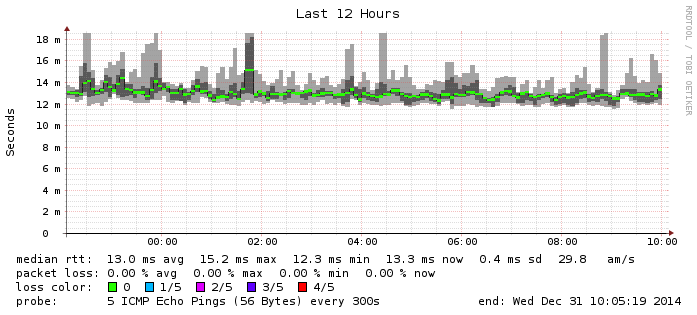 Last 12 Hours
RRDTOOL / TOBI OETIKER
Seconds
18 m
16 m
14 m
12 m
10 m
8 m
6 m
4 m
2 m
0
00:00 02:00 04:00 06:00 08:00 10:00
median rtt: 13.0 ms avg 15.2 ms max 12.3 ms min 13.3 ms now 0.4 ms sd 29.8 am/s
packet loss: 0.00 % avg 0.00 % max 0.00 % min 0.00 % now
loss color: 0 1/5 2/5 3/5 4/5
probe: 5 ICMP Echo Pings (56 Bytes) every 300s end: Wed Dec 31 10:05:19 2014